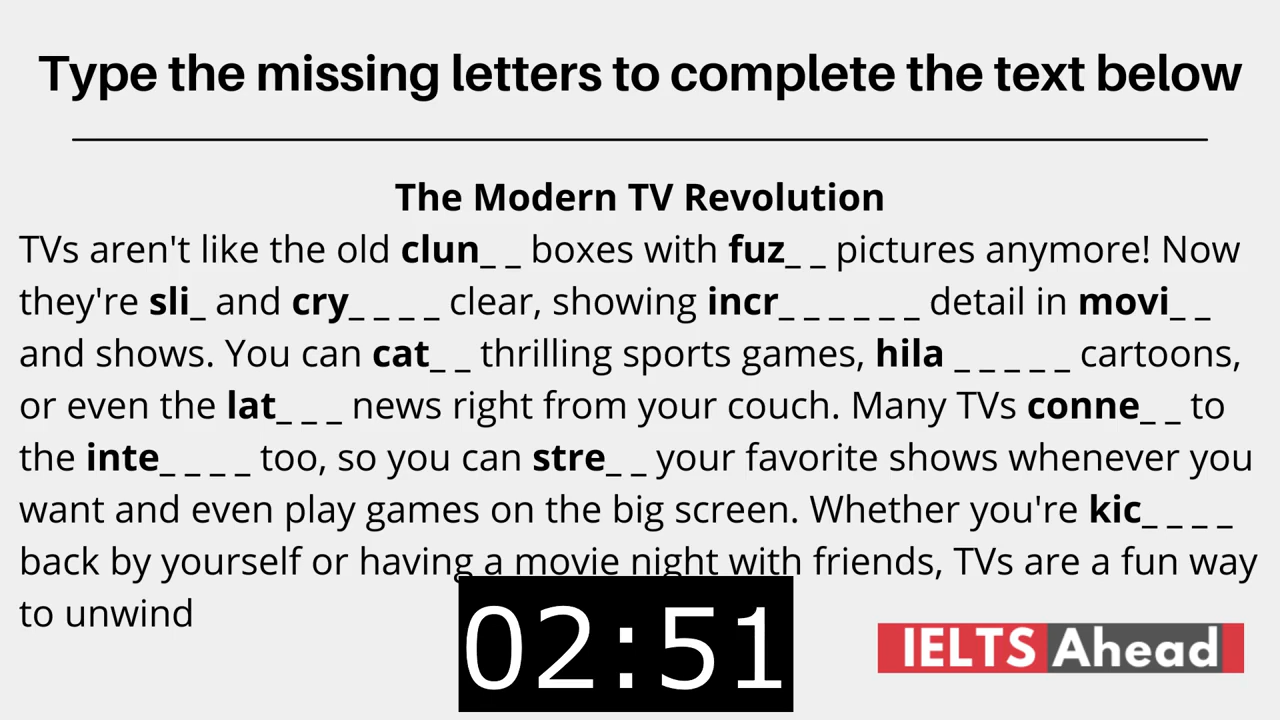 Type the missing letters to complete the text below
The Modern TV Revolution
TVs aren't like the old clun_ _ boxes with fuz_ _ pictures anymore! Now
they're sli_ and cry_ _ _ _ clear, showing incr_ _ _ _ _ _ detail in movi_ _
and shows. You can cat_ _ thrilling sports games, hila _ _ _ _ _ cartoons,
or even the lat_ _ _ news right from your couch. Many TVs conne_ _ to
the inte_ _ _ _ too, so you can stre_ _ your favorite shows whenever you
want and even play games on the big screen. Whether you're kic_ _ _ _
back by yourself or having a movie night with friends, TVs are a fun way
to unwind
02:51
IELTS Ahead